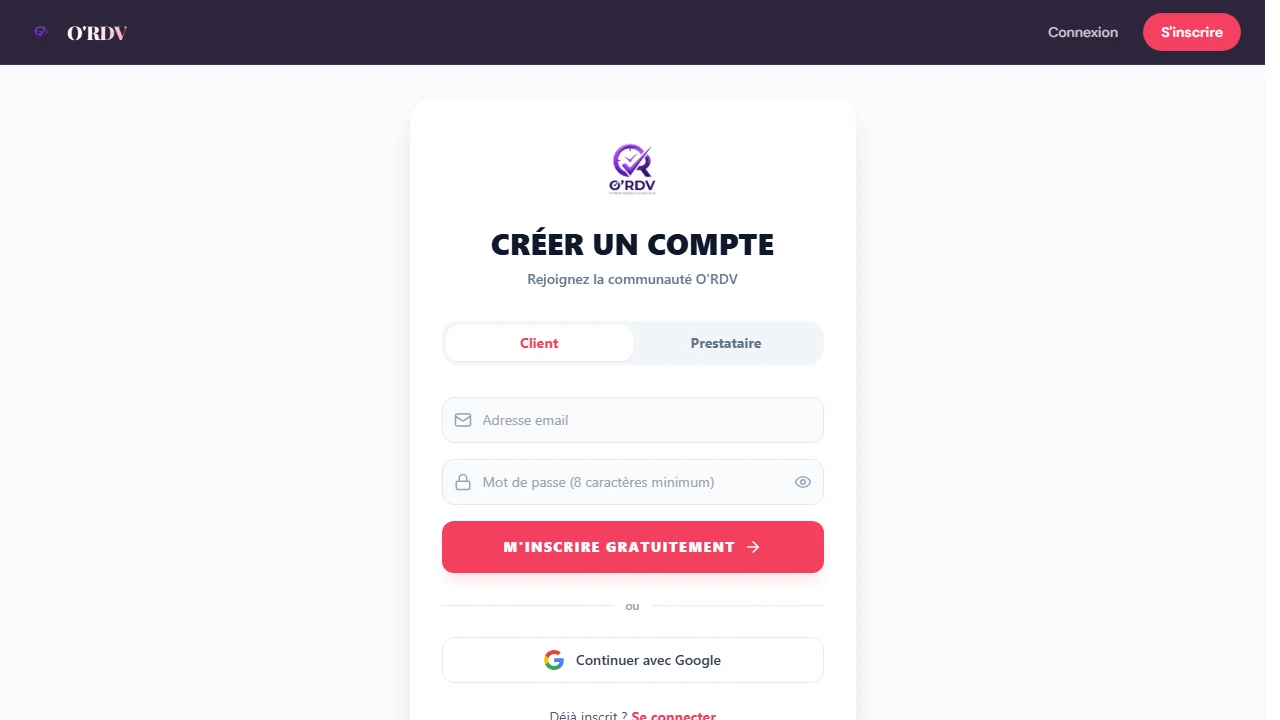 O'RDV
Connexion
S'inscrire
O'RDV
CRÉER UN COMPTE
Rejoignez la communauté O'RDV
Client
Prestataire
Adresse email
Mot de passe (8 caractères minimum)
M'INSCRIRE GRATUITEMENT
ou
Continuer avec Google
Déjà inscrit ? Se connecter